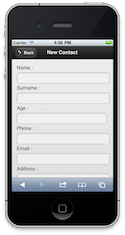 Carrier 4:38 PM
Back New Contact
Name :
Surname :
Age :
Phone :
Email :
Address :